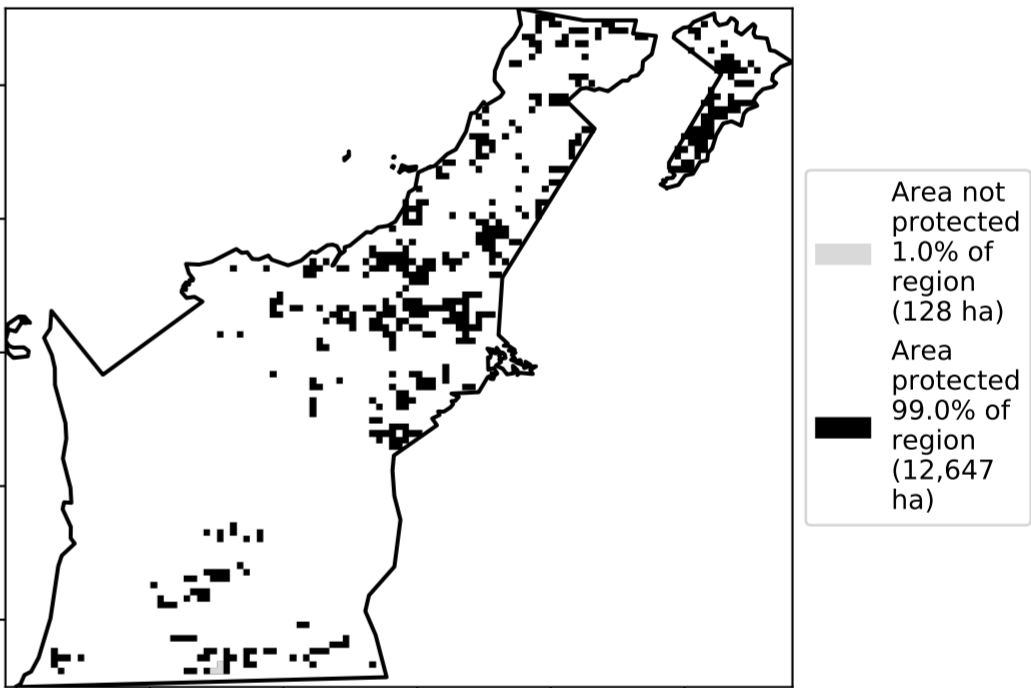 Area not
protected
1.0% of
region
(128 ha)
Area
protected
99.0% of
region
(12,647
ha)